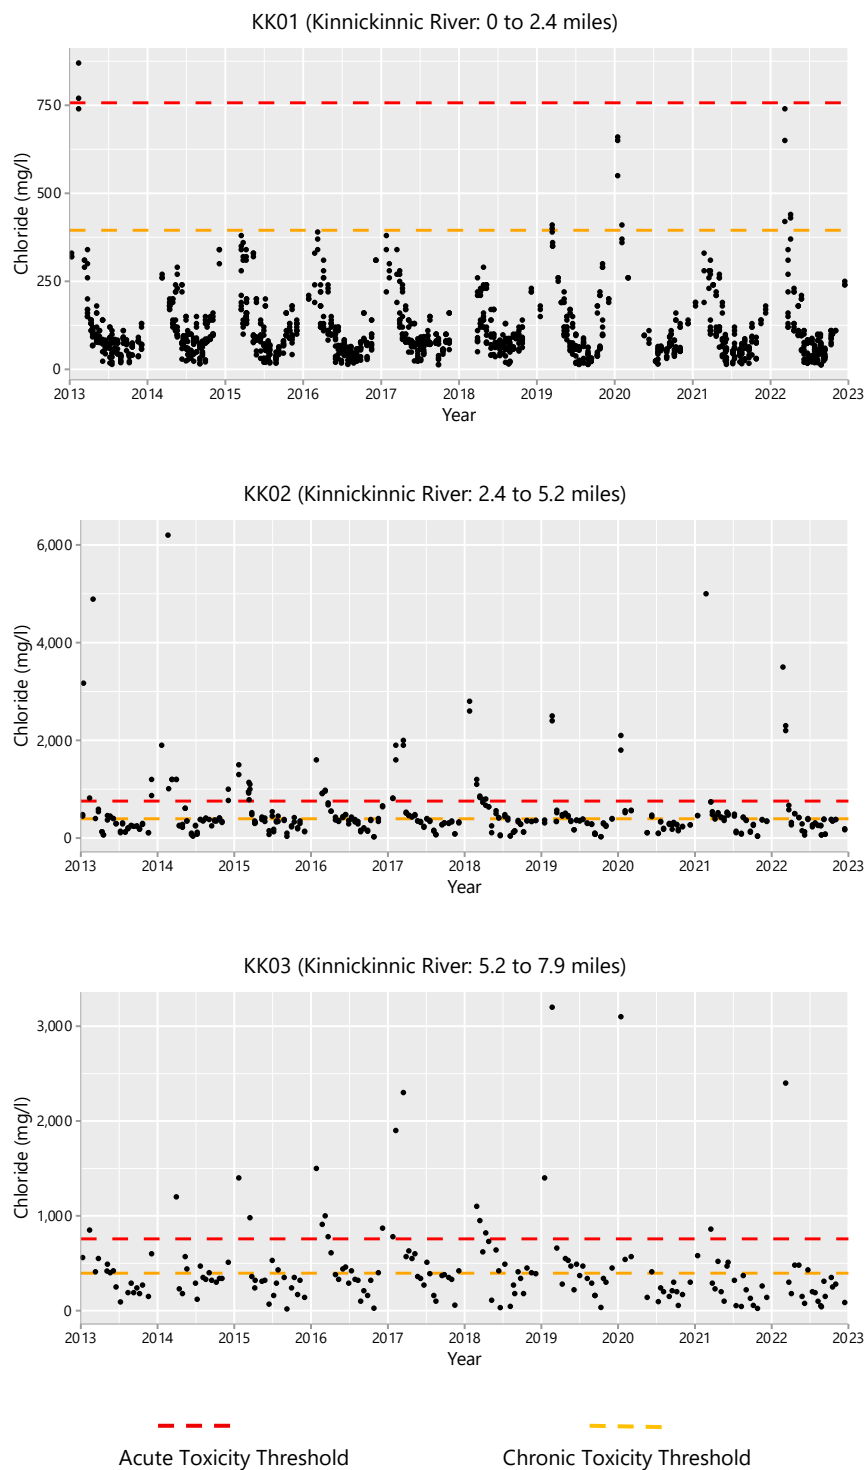 KK01 (Kinnickinnic River: 0 to 2.4 miles)
Chloride (mg/l)
750
500
250
0
2013 2014 2015 2016 2017 2018 2019 2020 2021 2022 2023
Year
KK02 (Kinnickinnic River: 2.4 to 5.2 miles)
Chloride (mg/l)
6,000
4,000
2,000
0
2013 2014 2015 2016 2017 2018 2019 2020 2021 2022 2023
Year
KK03 (Kinnickinnic River: 5.2 to 7.9 miles)
Chloride (mg/l)
3,000
2,000
1,000
0
2013 2014 2015 2016 2017 2018 2019 2020 2021 2022 2023
Year
Acute Toxicity Threshold Chronic Toxicity Threshold